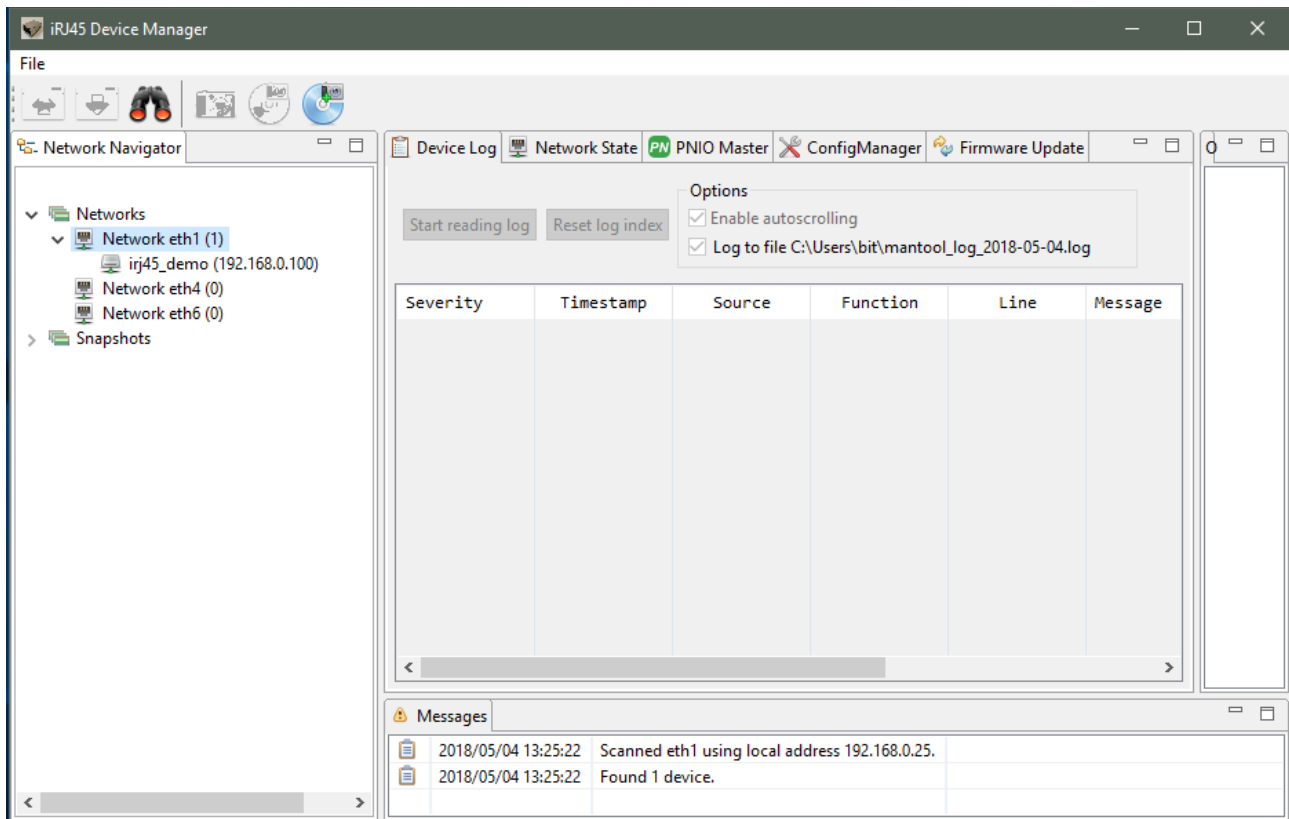 iRJ45 Device Manager
File
Network Navigator
Networks
Network eth1 (1)
irj45_demo (192.168.0.100)
Network eth4 (0)
Network eth6 (0)
Snapshots
Device Log Network State PN PNIO Master ConfigManager Firmware Update
Start reading log Reset log index
Options
Enable autoscrolling
Log to file C:\Users\bit\mantool_log_2018-05-04.log
Severity Timestamp Source Function Line Message
Messages
2018/05/04 13:25:22 Scanned eth1 using local address 192.168.0.25.
2018/05/04 13:25:22 Found 1 device.